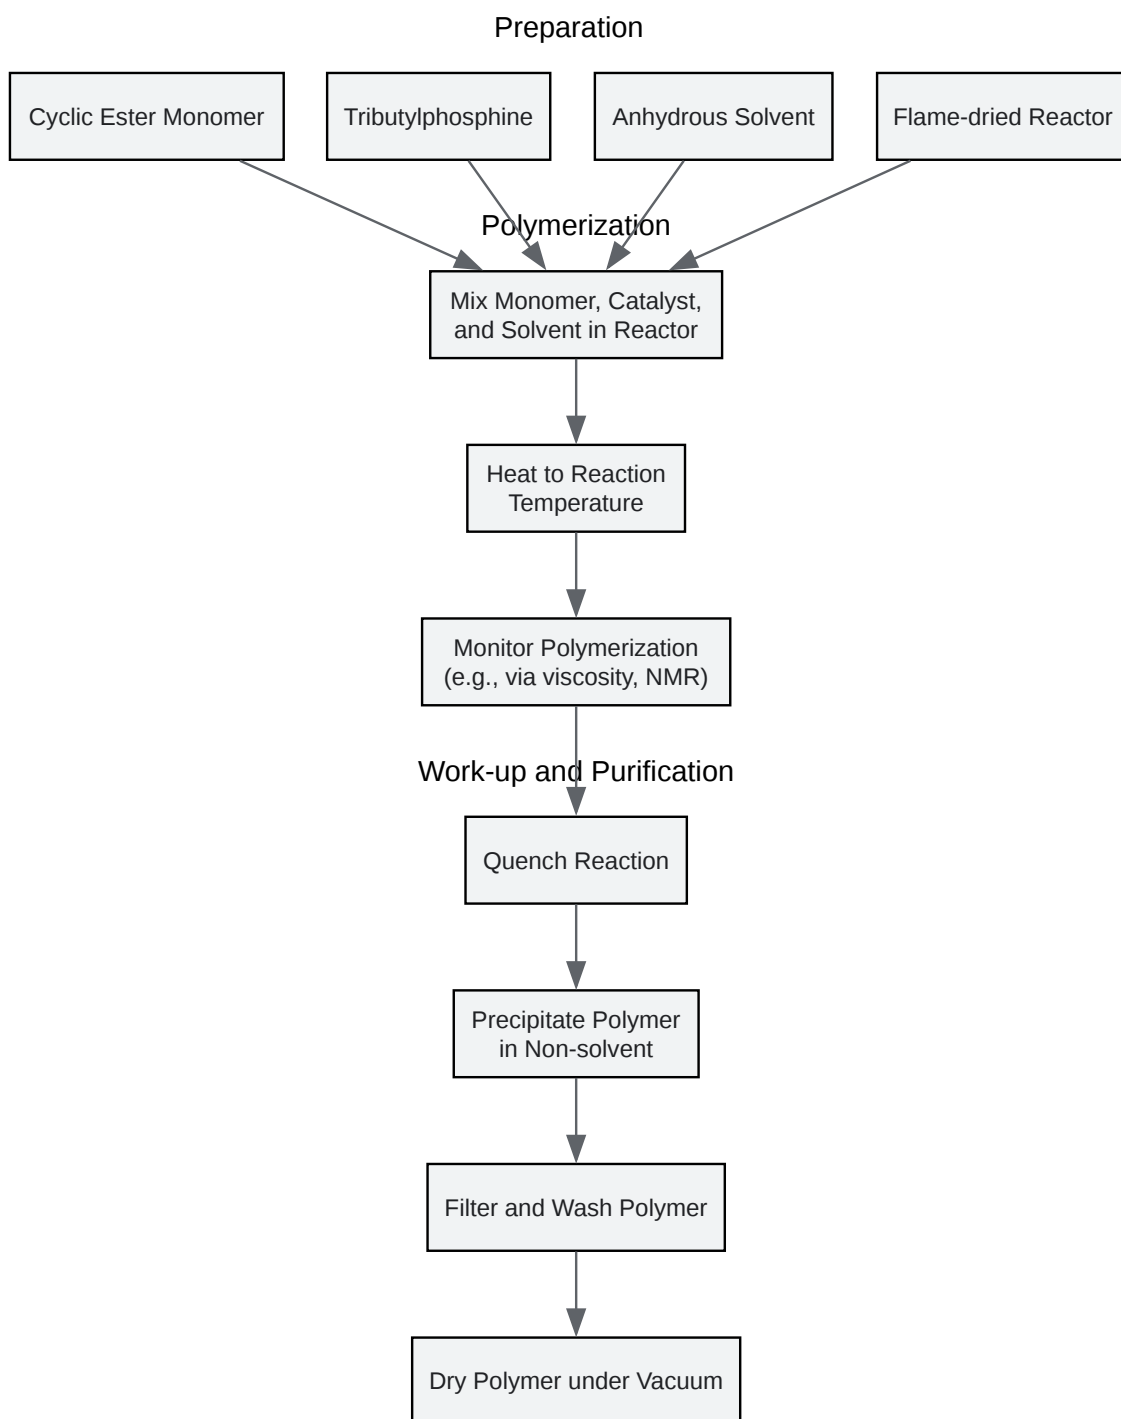 Preparation
Cyclic Ester Monomer
Tributylphosphine
Anhydrous Solvent
Flame-dried Reactor
Polymerization
Mix Monomer, Catalyst,
and Solvent in Reactor
Heat to Reaction
Temperature
Monitor Polymerization
(e.g., via viscosity, NMR)
Work-up and Purification
Quench Reaction
Precipitate Polymer
in Non-solvent
Filter and Wash Polymer
Dry Polymer under Vacuum